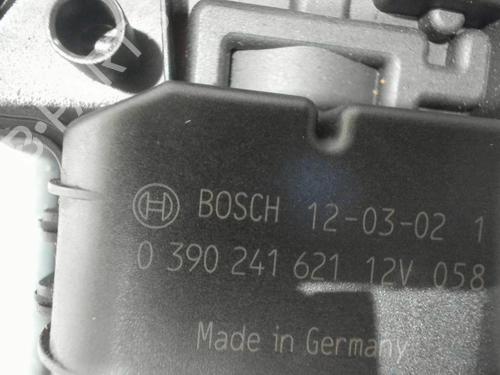 BOSCH 12-03-02 1
0 390 241 621 12V 058
Made in Germany